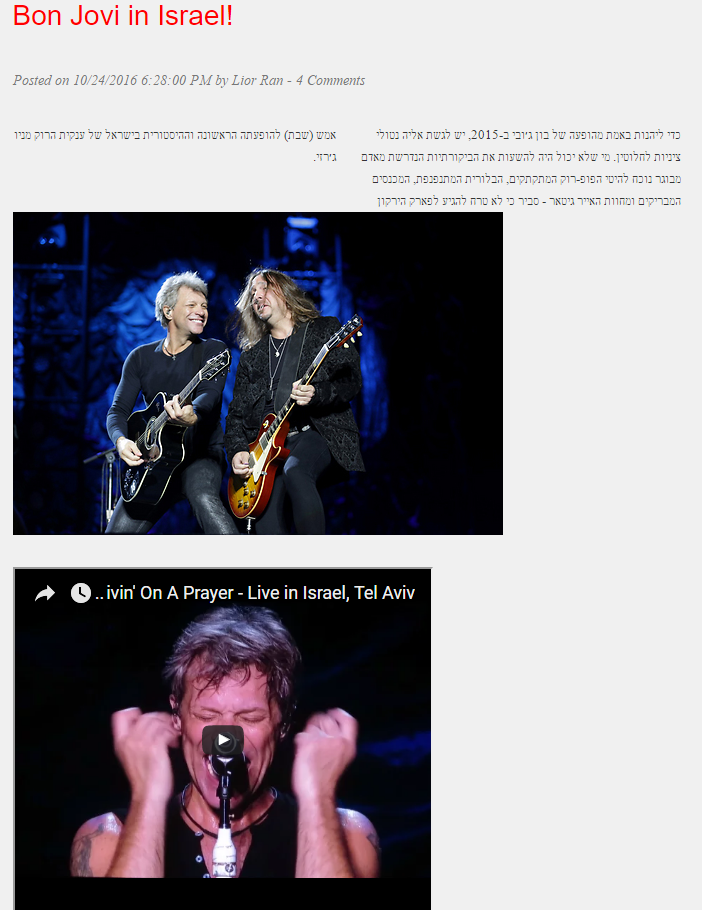 Bon Jovi in Israel!
Posted on 10/24/2016 6:28:00 PM by Lior Ran - 4 Comments
כדי ליהנות באמת מהופעה של בון ג'ובי ב-2015, יש לגשת אליה נטולי
ציניות לחלוטין. מי שלא יכול היה להשעות את הביקורתיות הנדרשת מאדם
מבוגר נוכח להיטי הפופ-רוק המתקתקים, הבלורית המתנפנפת, המכנסים
המבריקים ומחוות האייר גיטאר - סביר כי לא טרח להגיע לפארק הירקון
אמש (שבת) להופעתה הראשונה וההיסטורית בישראל של ענקית הרוק מניו
ג'רזי.
..ivin' On A Prayer - Live in Israel, Tel Aviv